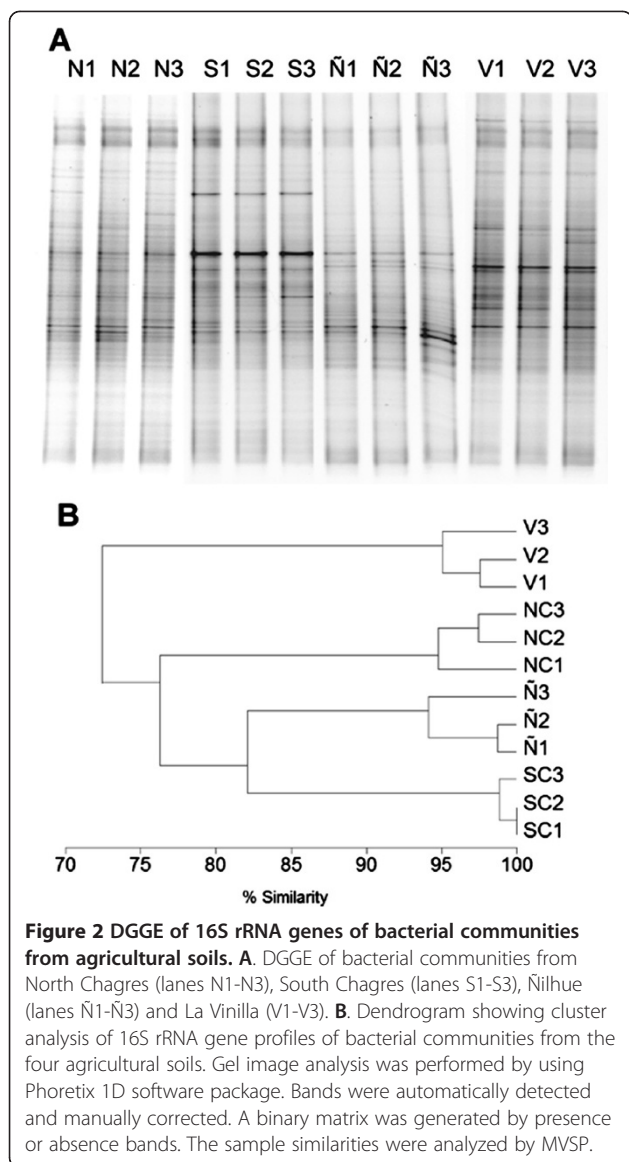 A
N1 N2 N3 S1 S2 S3 Ñ1 Ñ2 Ñ3 V1 V2 V3
B
V3
V2
V1
NC3
NC2
NC1
Ñ3
Ñ2
Ñ1
SC3
SC2
SC1
70 75 80 85 90 95 100
% Similarity
Figure 2 DGGE of 16S rRNA genes of bacterial communities
from agricultural soils. A. DGGE of bacterial communities from
North Chagres (lanes N1-N3), South Chagres (lanes S1-S3), Ñilhue
(lanes Ñ1-Ñ3) and La Vinilla (V1-V3). B. Dendrogram showing cluster
analysis of 16S rRNA gene profiles of bacterial communities from the
four agricultural soils. Gel image analysis was performed by using
Phoretix 1D software package. Bands were automatically detected
and manually corrected. A binary matrix was generated by presence
or absence bands. The sample similarities were analyzed by MVSP.